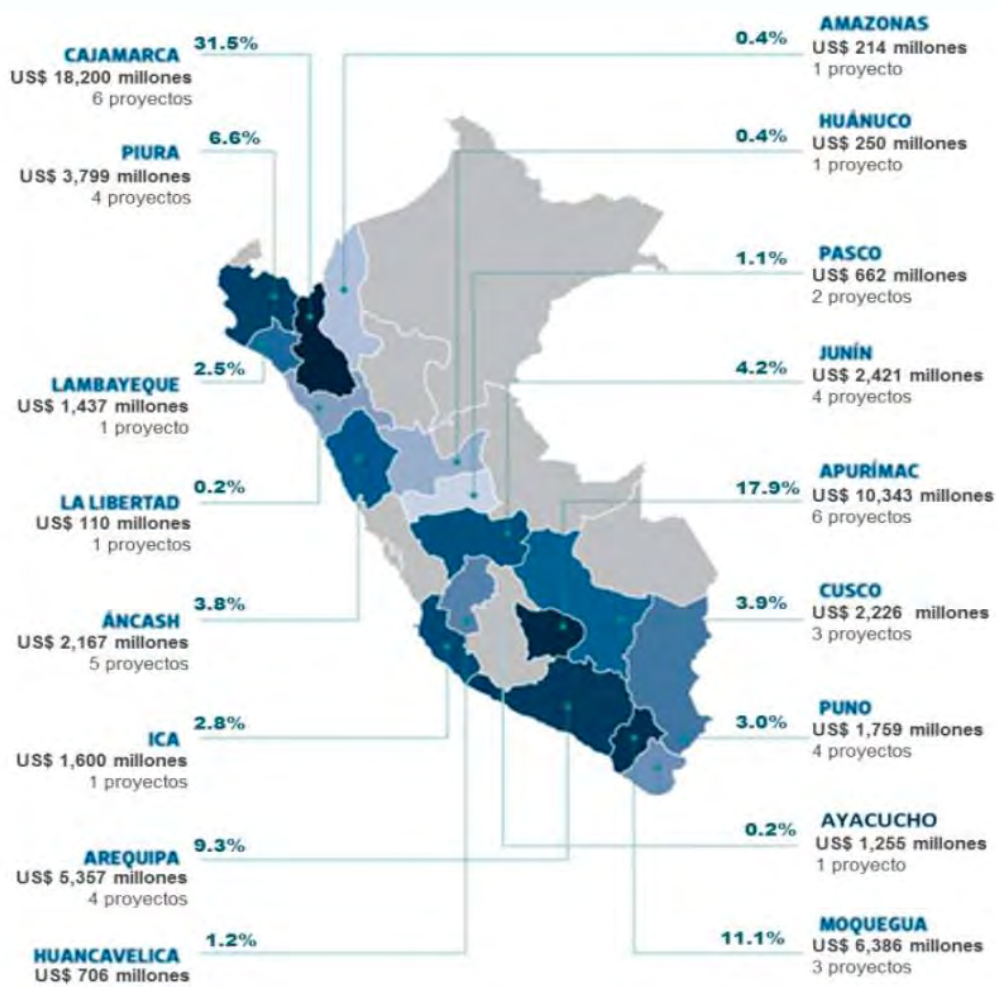 CAJAMARCA 31.5%
US$ 18,200 millones
6 proyectos
PIURA 6.6%
US$ 3,799 millones
4 proyectos
LAMBAYEQUE 2.5%
US$ 1,437 millones
1 proyecto
LA LIBERTAD 0.2%
US$ 110 millones
1 proyectos
ÁNCASH 3.8%
US$ 2,167 millones
5 proyectos
ICA 2.8%
US$ 1,600 millones
1 proyectos
AREQUIPA 9.3%
US$ 5,357 millones
4 proyectos
HUANCAVELICA 1.2%
US$ 706 millones
0.4% AMAZONAS
US$ 214 millones
1 proyecto
0.4% HUÁNUCO
US$ 250 millones
1 proyecto
1.1% PASCO
US$ 662 millones
2 proyectos
4.2% JUNÍN
US$ 2,421 millones
4 proyectos
17.9% APURÍMAC
US$ 10,343 millones
6 proyectos
3.9% CUSCO
US$ 2,226 millones
3 proyectos
3.0% PUNO
US$ 1,759 millones
4 proyectos
0.2% AYACUCHO
US$ 1,255 millones
1 proyecto
11.1% MOQUEGUA
US$ 6,386 millones
3 proyectos